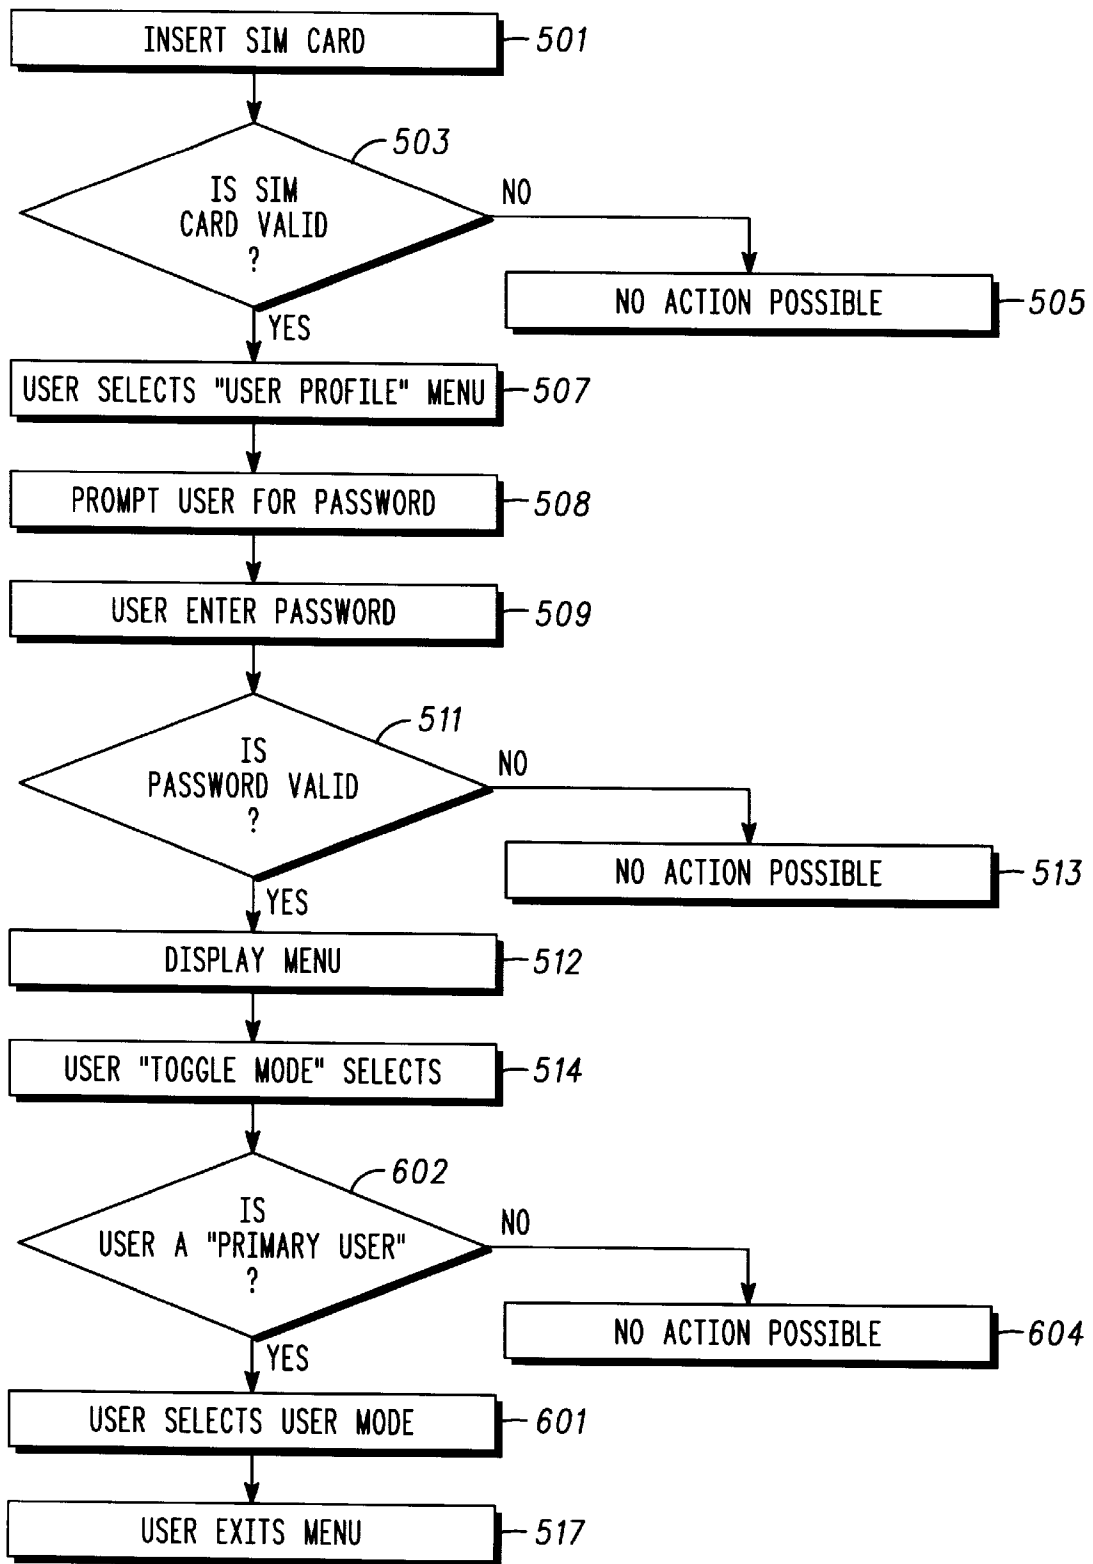 INSERT SIM CARD
501
503
IS SIM
CARD VALID
?
NO
NO ACTION POSSIBLE
505
YES
USER SELECTS "USER PROFILE" MENU
507
PROMPT USER FOR PASSWORD
508
USER ENTER PASSWORD
509
511
IS
PASSWORD VALID
?
NO
NO ACTION POSSIBLE
513
YES
DISPLAY MENU
512
USER "TOGGLE MODE" SELECTS
514
602
IS
USER A "PRIMARY USER"
?
NO
NO ACTION POSSIBLE
604
YES
USER SELECTS USER MODE
601
USER EXITS MENU
517